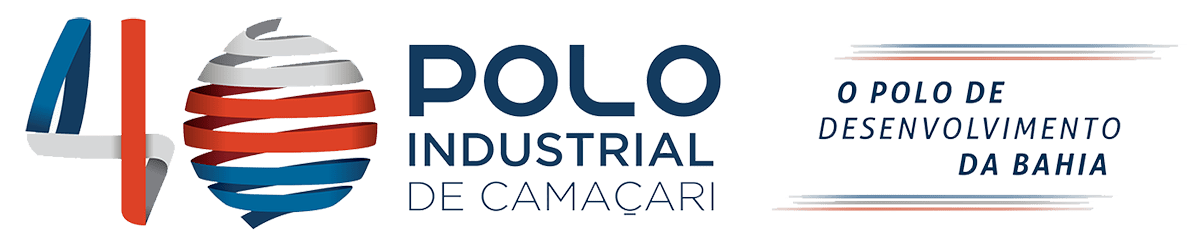 40
POLO
INDUSTRIAL
DE CAMAÇARI
O POLO DE
DESENVOLVIMENTO
DA BAHIA